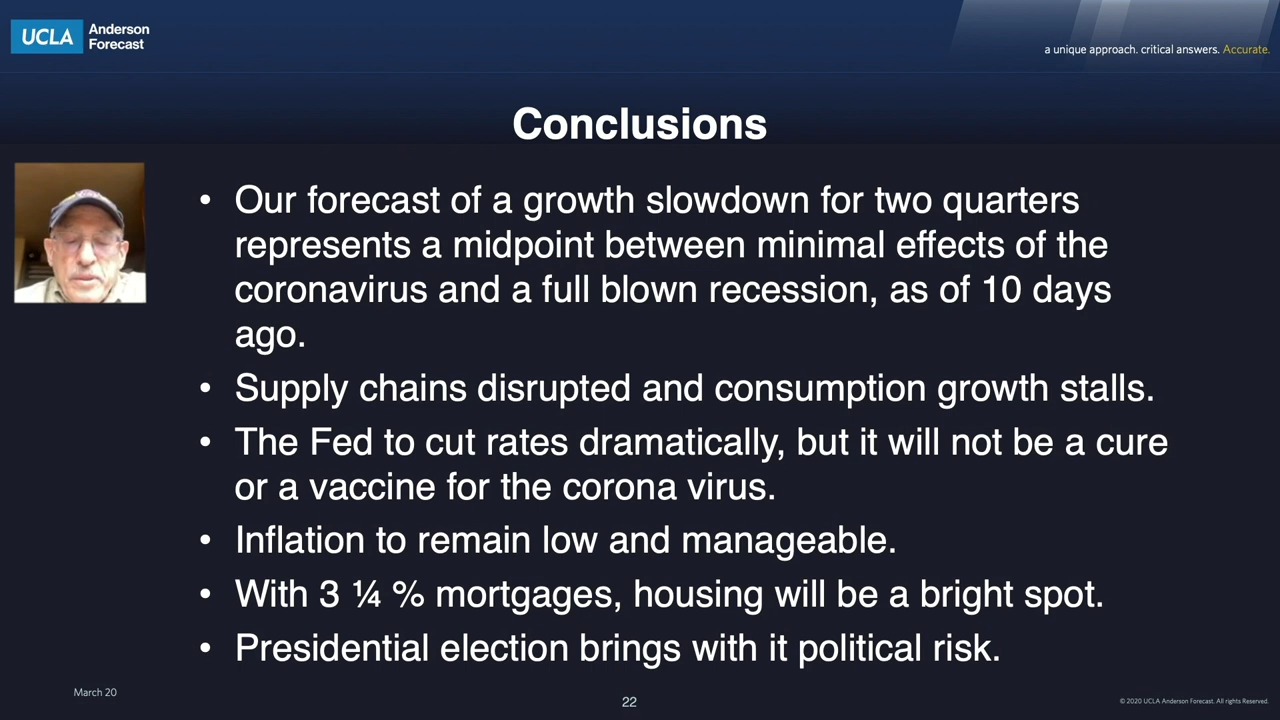 UCLA Anderson
Forecast
a unique approach. critical answers. Accurate.
Conclusions
• Our forecast of a growth slowdown for two quarters
represents a midpoint between minimal effects of the
coronavirus and a full blown recession, as of 10 days
ago.
• Supply chains disrupted and consumption growth stalls.
• The Fed to cut rates dramatically, but it will not be a cure
or a vaccine for the corona virus.
• Inflation to remain low and manageable.
• With 3 ¼ % mortgages, housing will be a bright spot.
• Presidential election brings with it political risk.
March 20
22
© 2020 UCLA Anderson Forecast. All rights Reserved.